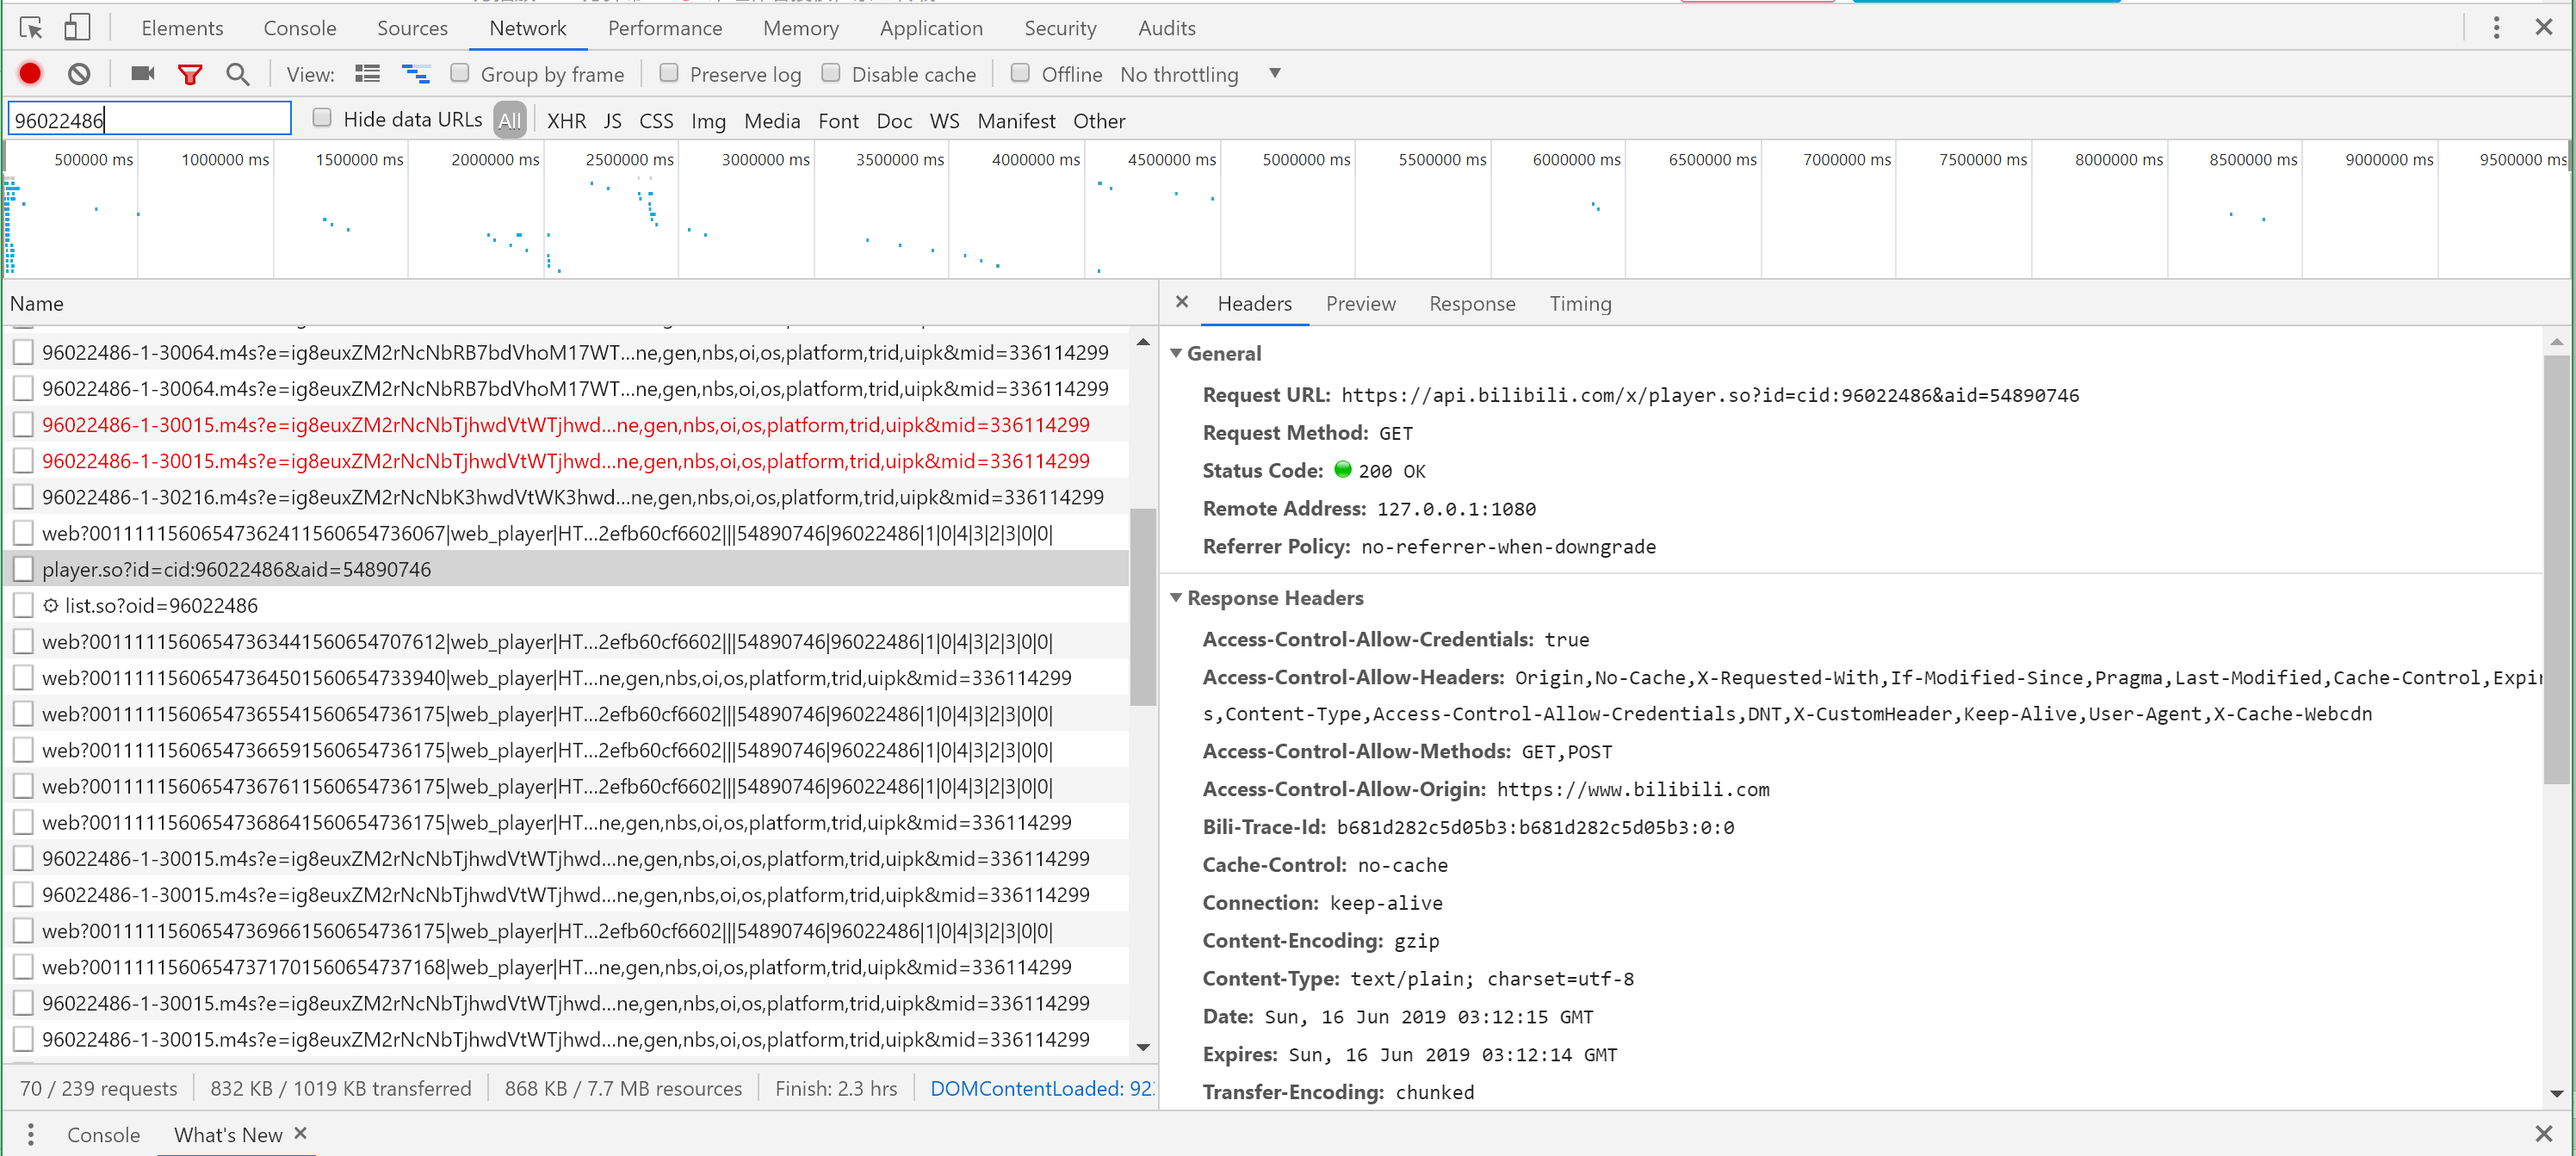 Elements Console Sources Network Performance Memory Application Security Audits
View: Group by frame Preserve log Disable cache Offline No throttling
96022486 Hide data URLs All XHR JS CSS Img Media Font Doc WS Manifest Other
500000 ms 1000000 ms 1500000 ms 2000000 ms 2500000 ms 3000000 ms 3500000 ms 4000000 ms 4500000 ms 5000000 ms 5500000 ms 6000000 ms 6500000 ms 7000000 ms 7500000 ms 8000000 ms 8500000 ms 9000000 ms 9500000 ms
Name
96022486-1-30064.m4s?e=ig8euxZM2rNcNbRB7bdVhoM17WT...ne,gen,nbs,oi,os,platform,trid,uipk&mid=336114299
96022486-1-30064.m4s?e=ig8euxZM2rNcNbRB7bdVhoM17WT...ne,gen,nbs,oi,os,platform,trid,uipk&mid=336114299
96022486-1-30015.m4s?e=ig8euxZM2rNcNbTjhwdVtWTjhwd...ne,gen,nbs,oi,os,platform,trid,uipk&mid=336114299
96022486-1-30015.m4s?e=ig8euxZM2rNcNbTjhwdVtWTjhwd...ne,gen,nbs,oi,os,platform,trid,uipk&mid=336114299
96022486-1-30216.m4s?e=ig8euxZM2rNcNbK3hwdVtWK3hwd...ne,gen,nbs,oi,os,platform,trid,uipk&mid=336114299
web?0011111560654736241​1560654736067|web_player|HT...2efb60cf6602|||54890746|96022486|1|0|4|3|2|3|0|0|
player.so?id=cid:96022486&aid=54890746
list.so?oid=96022486
web?0011111560654736344​1560654707612|web_player|HT...2efb60cf6602|||54890746|96022486|1|0|4|3|2|3|0|0|
web?0011111560654736450​1560654733940|web_player|HT...ne,gen,nbs,oi,os,platform,trid,uipk&mid=336114299
web?0011111560654736554​1560654736175|web_player|HT...2efb60cf6602|||54890746|96022486|1|0|4|3|2|3|0|0|
web?0011111560654736659​1560654736175|web_player|HT...2efb60cf6602|||54890746|96022486|1|0|4|3|2|3|0|0|
web?0011111560654736761​1560654736175|web_player|HT...2efb60cf6602|||54890746|96022486|1|0|4|3|2|3|0|0|
web?0011111560654736864​1560654736175|web_player|HT...ne,gen,nbs,oi,os,platform,trid,uipk&mid=336114299
96022486-1-30015.m4s?e=ig8euxZM2rNcNbTjhwdVtWTjhwd...ne,gen,nbs,oi,os,platform,trid,uipk&mid=336114299
96022486-1-30015.m4s?e=ig8euxZM2rNcNbTjhwdVtWTjhwd...ne,gen,nbs,oi,os,platform,trid,uipk&mid=336114299
web?0011111560654736966​1560654736175|web_player|HT...2efb60cf6602|||54890746|96022486|1|0|4|3|2|3|0|0|
web?0011111560654737170​1560654737168|web_player|HT...ne,gen,nbs,oi,os,platform,trid,uipk&mid=336114299
96022486-1-30015.m4s?e=ig8euxZM2rNcNbTjhwdVtWTjhwd...ne,gen,nbs,oi,os,platform,trid,uipk&mid=336114299
96022486-1-30015.m4s?e=ig8euxZM2rNcNbTjhwdVtWTjhwd...ne,gen,nbs,oi,os,platform,trid,uipk&mid=336114299
70 / 239 requests 832 KB / 1019 KB transferred 868 KB / 7.7 MB resources Finish: 2.3 hrs DOMContentLoaded: 92
Headers Preview Response Timing
General
Request URL: https://api.bilibili.com/x/player.so?id=cid:96022486&aid=54890746
Request Method: GET
Status Code: 200 OK
Remote Address: 127.0.0.1:1080
Referrer Policy: no-referrer-when-downgrade
Response Headers
Access-Control-Allow-Credentials: true
Access-Control-Allow-Headers: Origin,No-Cache,X-Requested-With,If-Modified-Since,Pragma,Last-Modified,Cache-Control,Expir
s,Content-Type,Access-Control-Allow-Credentials,DNT,X-CustomHeader,Keep-Alive,User-Agent,X-Cache-Webcdn
Access-Control-Allow-Methods: GET,POST
Access-Control-Allow-Origin: https://www.bilibili.com
Bili-Trace-Id: b681d282c5d05b3:b681d282c5d05b3:0:0
Cache-Control: no-cache
Connection: keep-alive
Content-Encoding: gzip
Content-Type: text/plain; charset=utf-8
Date: Sun, 16 Jun 2019 03:12:15 GMT
Expires: Sun, 16 Jun 2019 03:12:14 GMT
Transfer-Encoding: chunked
Console What's New